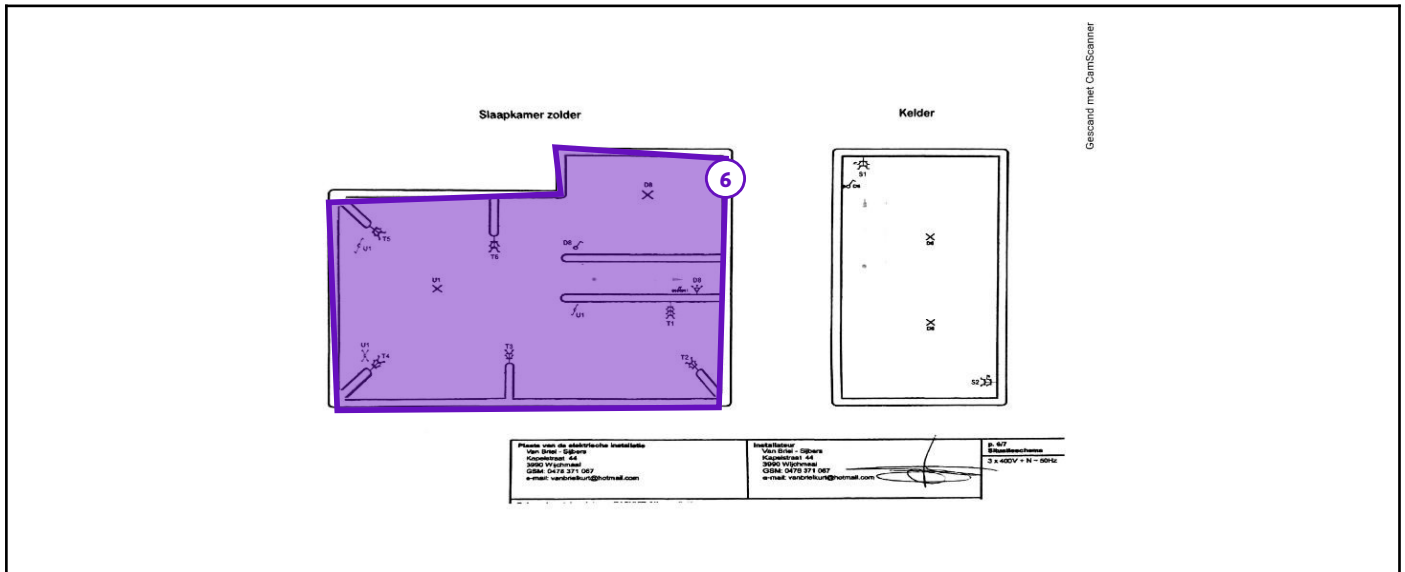 Gescand met CamScanner
Slaapkamer zolder
Kelder
6
D8
S1
D8
T5
U1
T6
D8
U1
D8
U1
T1
U1
T4
T3
T2
S2
Plaats van de elektrische installatie
Van Briel - Sijbers
Kapelstraat 44
3990 Wijchmaal
GSM: 0478 371 067
e-mail: vanbrielkurt@hotmail.com
Installateur
Van Briel - Sijbers
Kapelstraat 44
3990 Wijchmaal
GSM: 0478 371 067
e-mail: vanbrielkurt@hotmail.com
p. 6/7
Situatieschema
3 x 400V + N ~ 50Hz